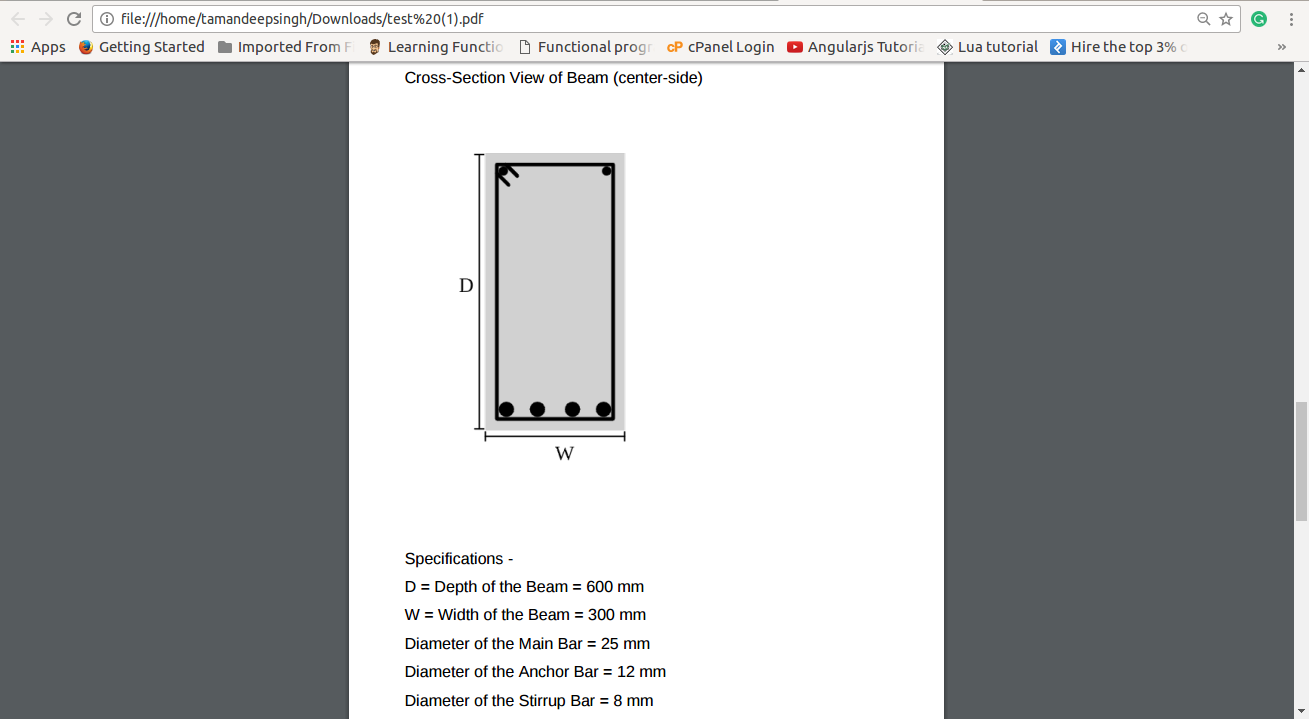 file:///home/tamandeepsingh/Downloads/test%20(1).pdf
Apps Getting Started Imported From F Learning Functio Functional progr cP cPanel Login Angularjs Tutoria Lua tutorial Hire the top 3% o »
Cross-Section View of Beam (center-side)
D
W
Specifications -
D = Depth of the Beam = 600 mm
W = Width of the Beam = 300 mm
Diameter of the Main Bar = 25 mm
Diameter of the Anchor Bar = 12 mm
Diameter of the Stirrup Bar = 8 mm